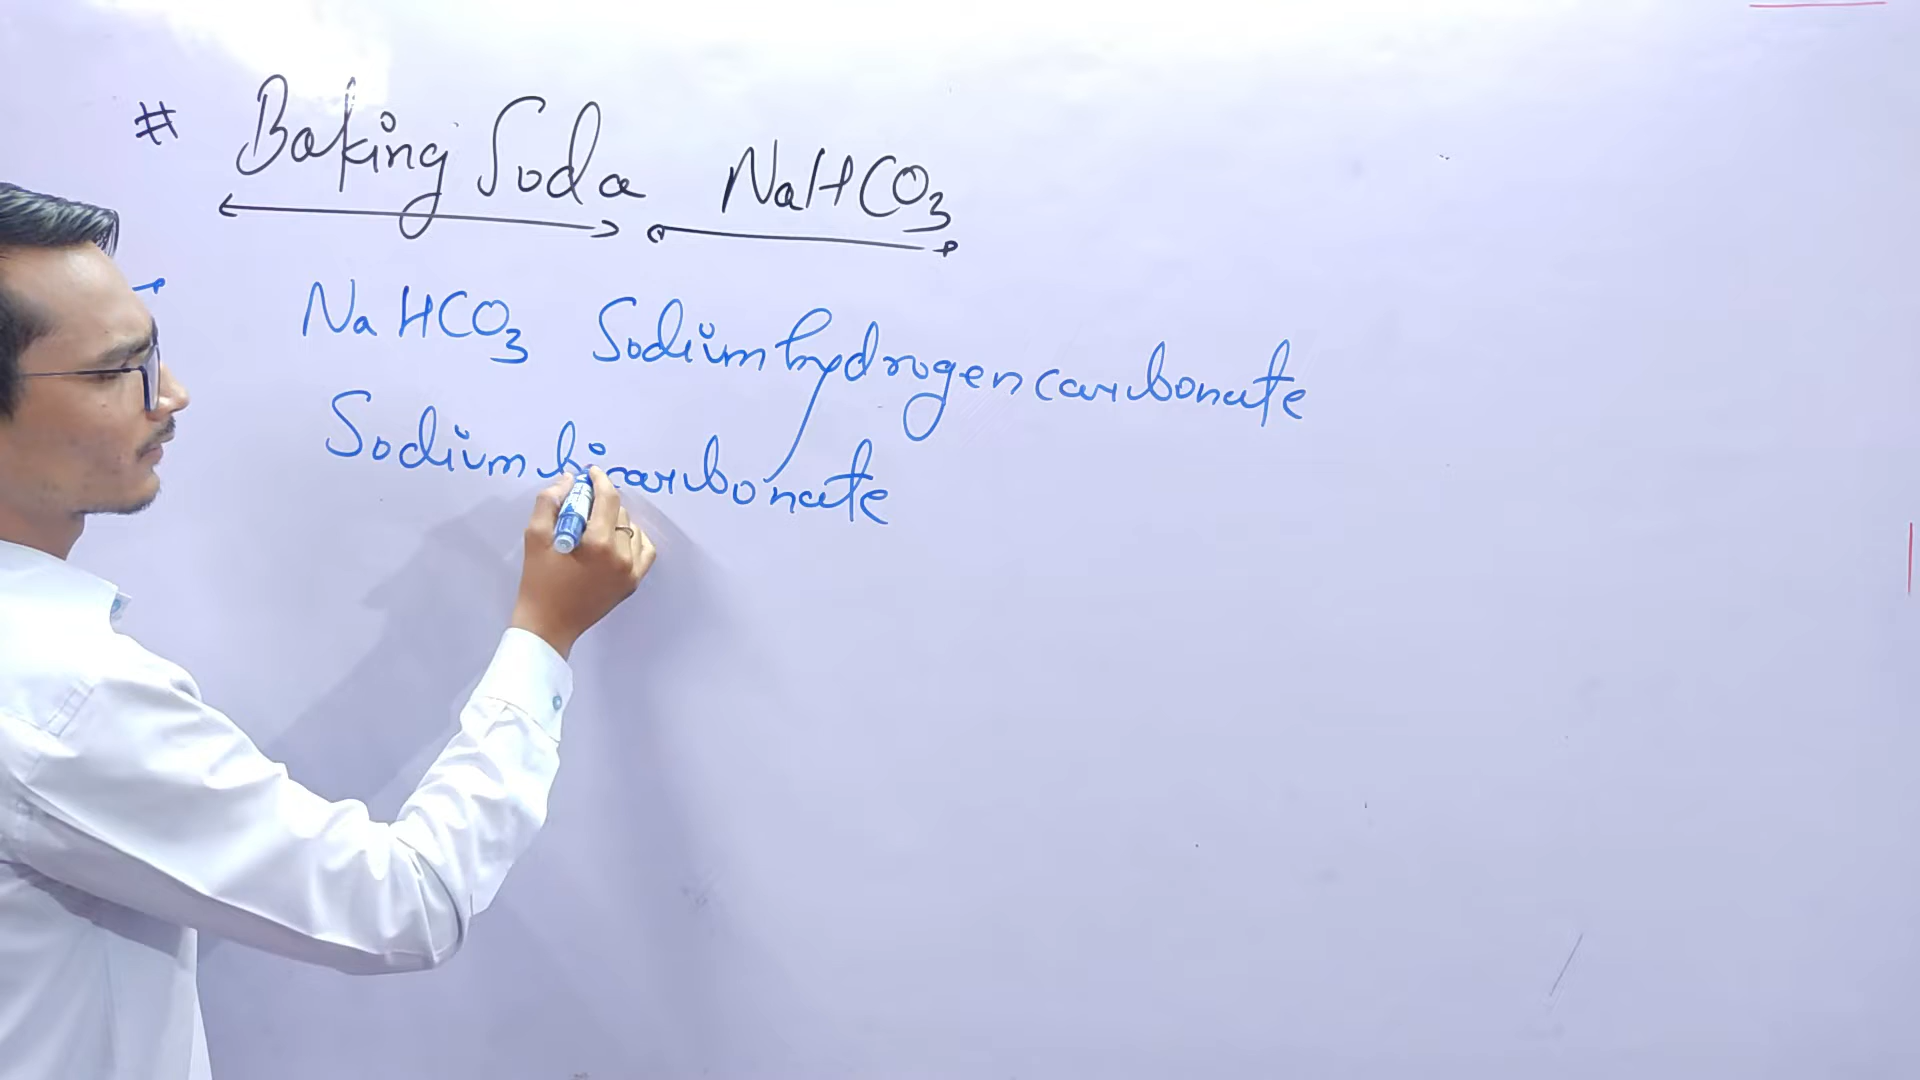 # Baking Soda NaHCO₃
NaHCO₃ Sodium hydrogen carbonate
Sodium bicarbonate